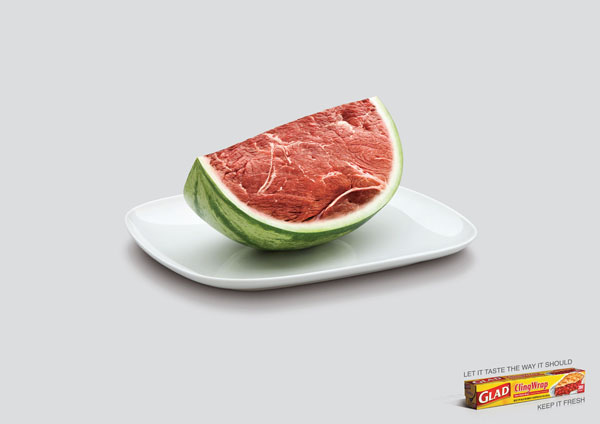 LET IT TASTE THE WAY IT SHOULD
GLAD
ClingWrap
KEEP IT FRESH